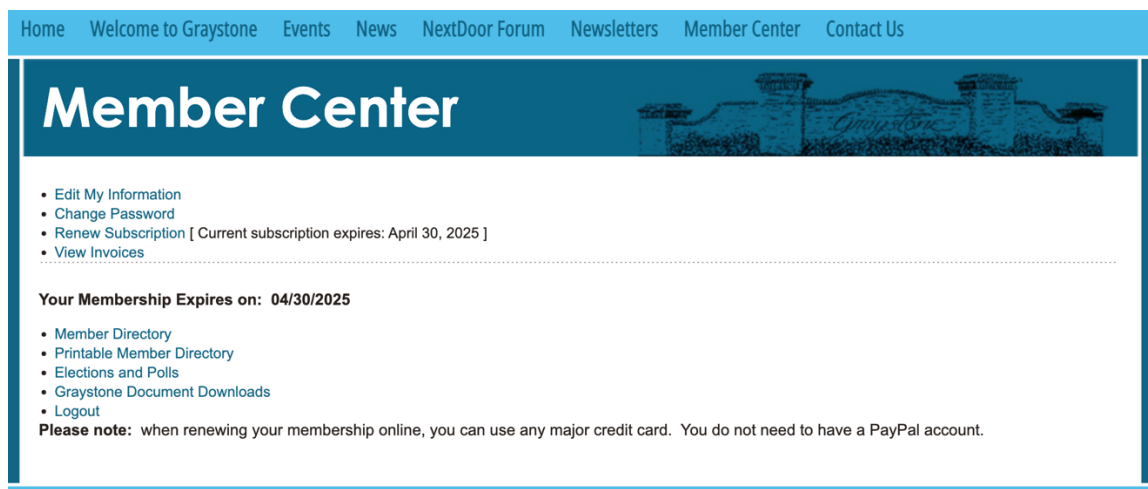 Home Welcome to Graystone Events News NextDoor Forum Newsletters Member Center Contact Us
Member Center
Graystone
• Edit My Information
• Change Password
• Renew Subscription [ Current subscription expires: April 30, 2025 ]
• View Invoices
Your Membership Expires on: 04/30/2025
• Member Directory
• Printable Member Directory
• Elections and Polls
• Graystone Document Downloads
• Logout
Please note: when renewing your membership online, you can use any major credit card. You do not need to have a PayPal account.